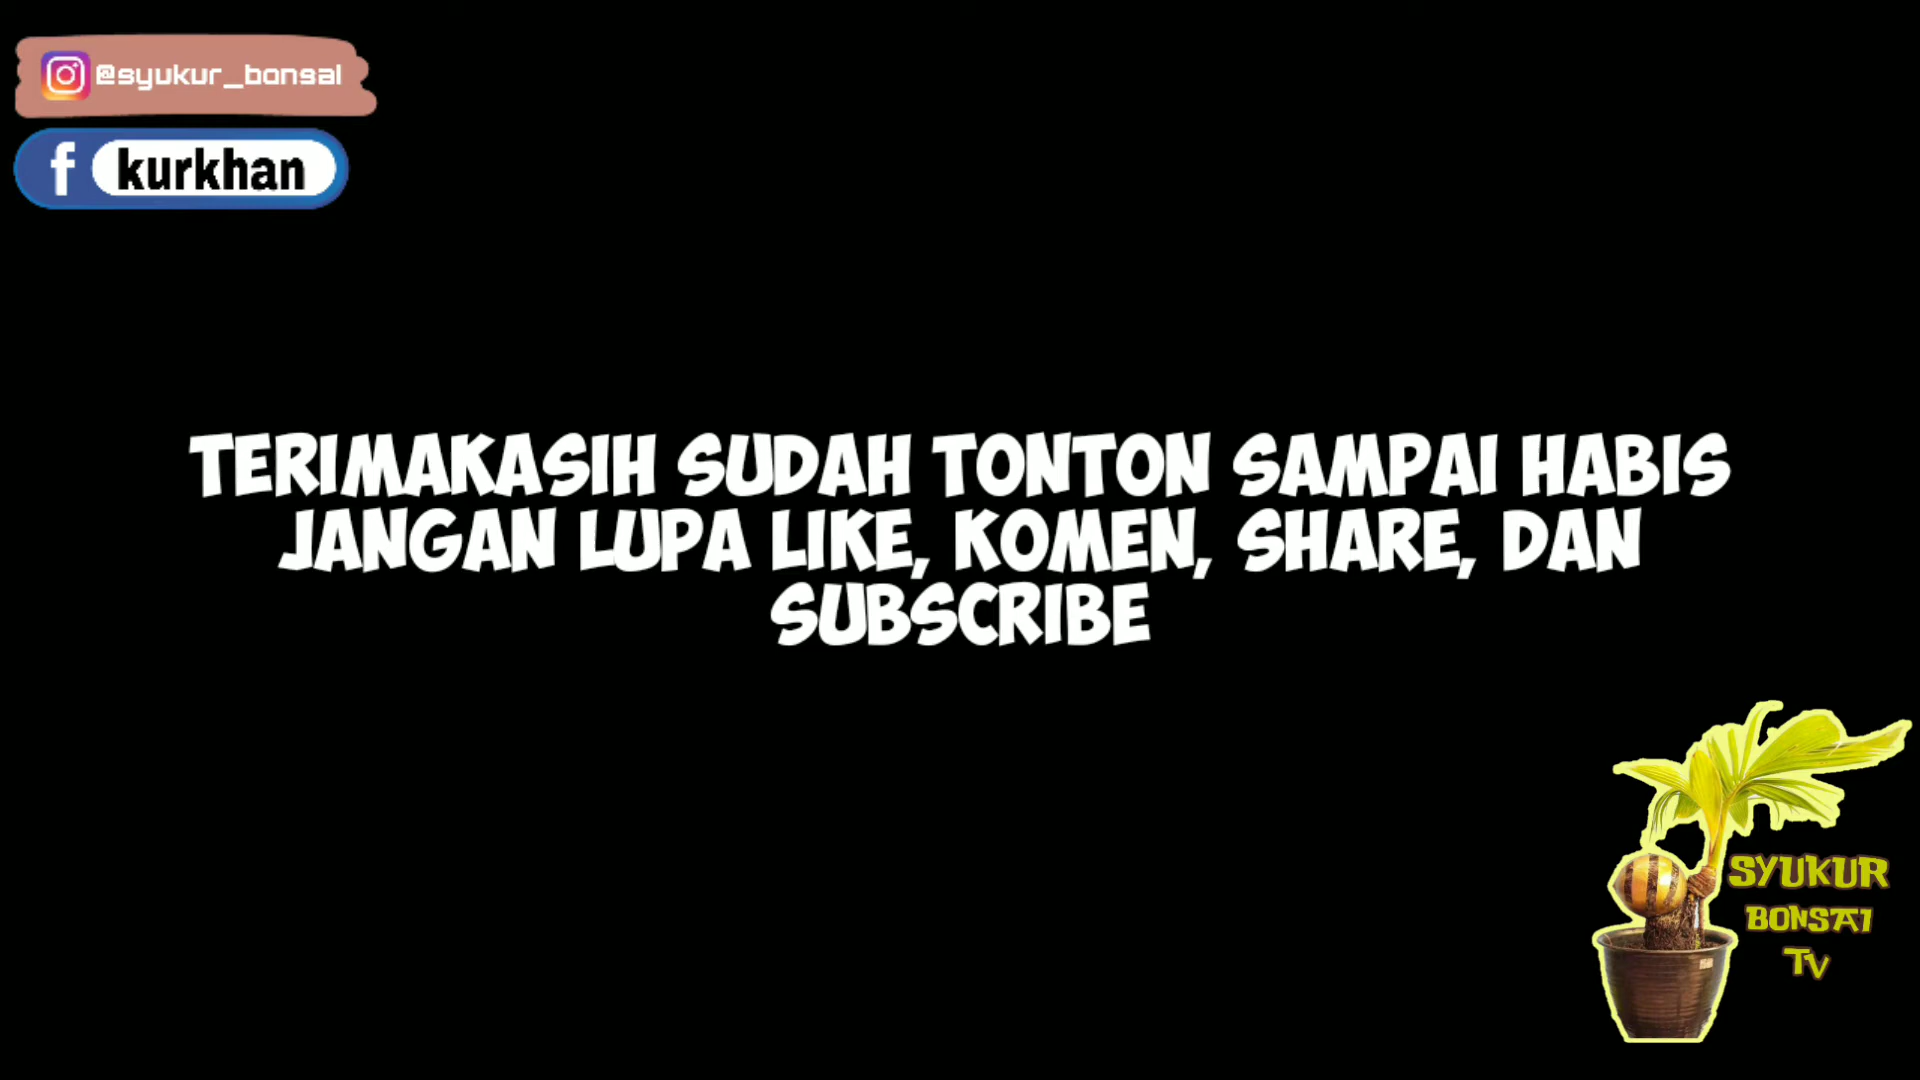 @syukur_bonsai
f kurkhan
TERIMAKASIH SUDAH TONTON SAMPAI HABIS
JANGAN LUPA LIKE, KOMEN, SHARE, DAN
SUBSCRIBE
SYUKUR
BONSAI
TV